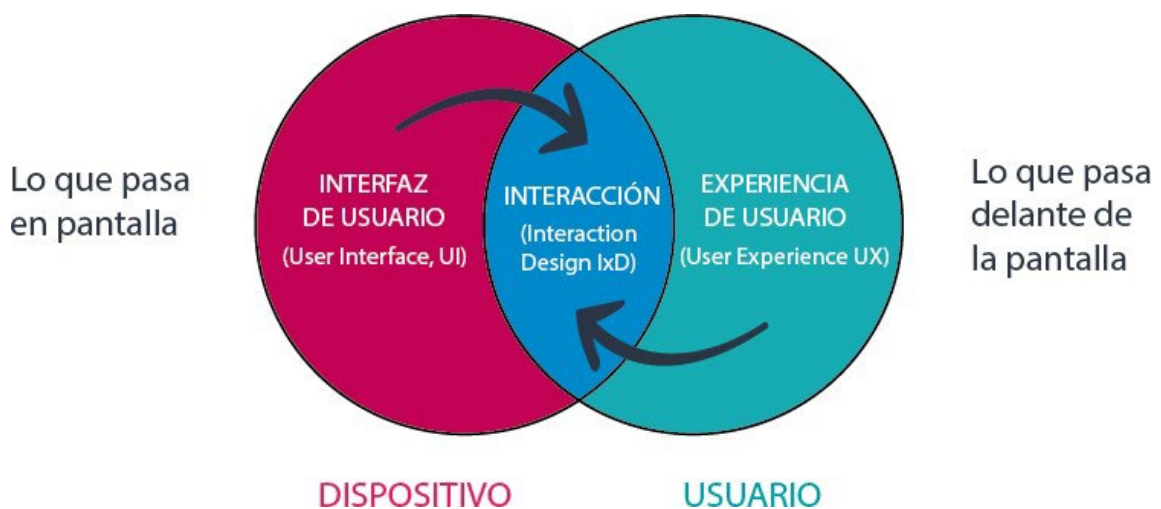 Lo que pasa
en pantalla
INTERFAZ
DE USUARIO
(User Interface, UI)
INTERACCIÓN
(Interaction
Design IxD)
EXPERIENCIA
DE USUARIO
(User Experience UX)
Lo que pasa
delante de
la pantalla
DISPOSITIVO
USUARIO